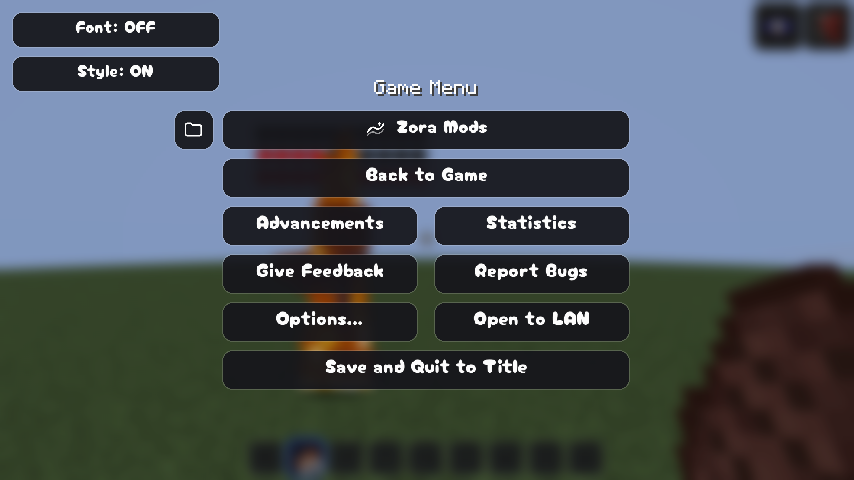 Font: OFF
Style: ON
Game Menu
Zora Mods
Back to Game
Advancements
Statistics
Give Feedback
Report Bugs
Options...
Open to LAN
Save and Quit to Title